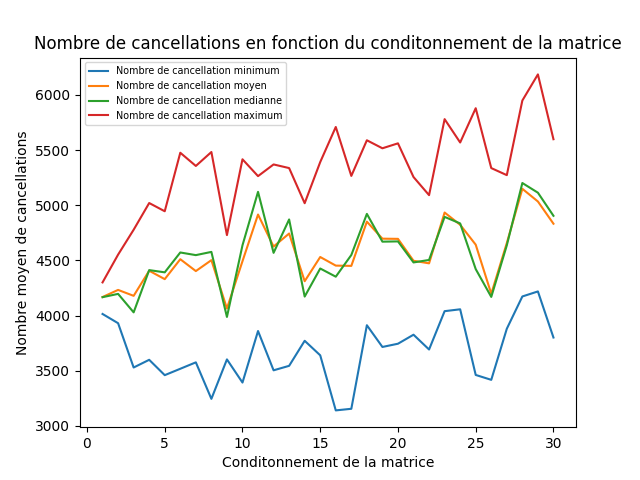 Nombre de cancellations en fonction du conditonnement de la matrice
Nombre de cancellation minimum
Nombre de cancellation moyen
Nombre de cancellation medianne
Nombre de cancellation maximum
Nombre moyen de cancellations
6000
5500
5000
4500
4000
3500
3000
0 5 10 15 20 25 30
Conditonnement de la matrice